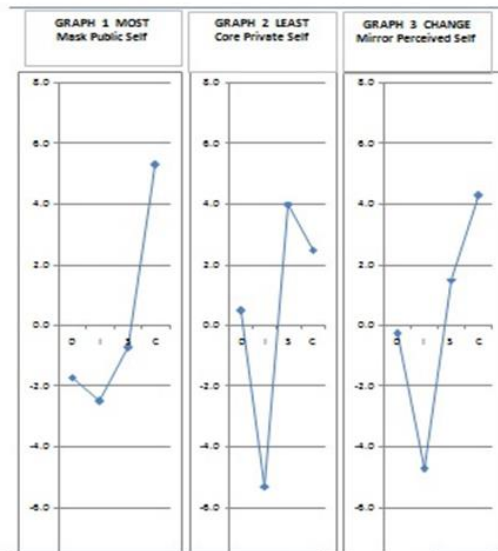 GRAPH 1 MOST
Mask Public Self
8.0
6.0
4.0
2.0
0.0
-2.0
-4.0
-6.0
D I S C
GRAPH 2 LEAST
Core Private Self
8.0
6.0
4.0
2.0
0.0
-2.0
-4.0
-6.0
D I S C
GRAPH 3 CHANGE
Mirror Perceived Self
8.0
6.0
4.0
2.0
0.0
-2.0
-4.0
-6.0
D I S C